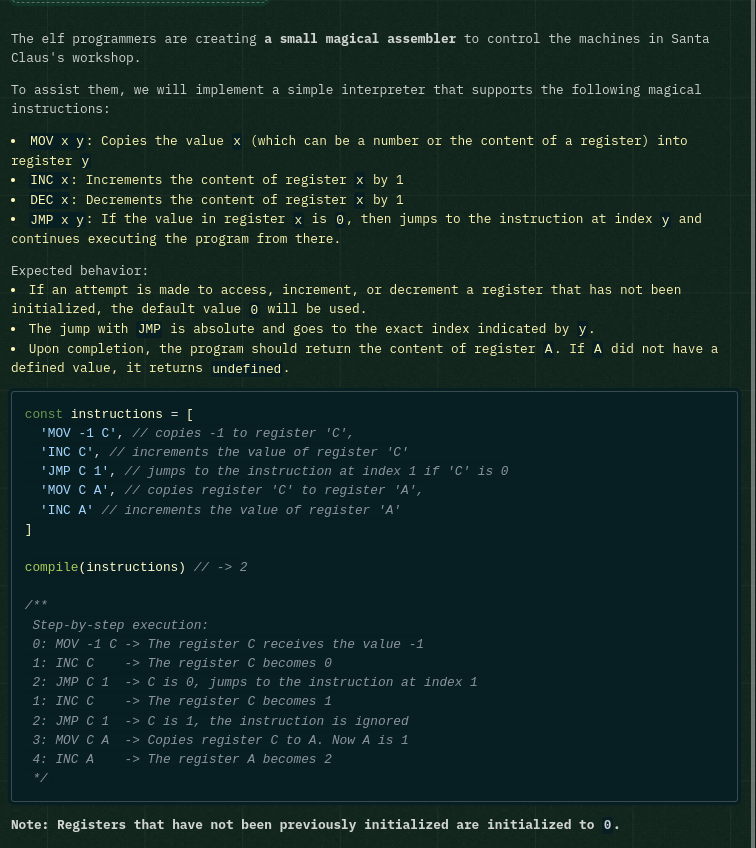 The elf programmers are creating a small magical assembler to control the machines in Santa
Claus's workshop.
To assist them, we will implement a simple interpreter that supports the following magical
instructions:
• MOV x y: Copies the value x (which can be a number or the content of a register) into
register y
• INC x: Increments the content of register x by 1
• DEC x: Decrements the content of register x by 1
• JMP x y: If the value in register x is 0, then jumps to the instruction at index y and
continues executing the program from there.
Expected behavior:
• If an attempt is made to access, increment, or decrement a register that has not been
initialized, the default value 0 will be used.
• The jump with JMP is absolute and goes to the exact index indicated by y.
• Upon completion, the program should return the content of register A. If A did not have a
defined value, it returns undefined.
const instructions = [
  'MOV -1 C', // copies -1 to register 'C',
  'INC C', // increments the value of register 'C'
  'JMP C 1', // jumps to the instruction at index 1 if 'C' is 0
  'MOV C A', // copies register 'C' to register 'A',
  'INC A' // increments the value of register 'A'
]
compile(instructions) // -> 2
/**
 Step-by-step execution:
 0: MOV -1 C -> The register C receives the value -1
 1: INC C    -> The register C becomes 0
 2: JMP C 1  -> C is 0, jumps to the instruction at index 1
 1: INC C    -> The register C becomes 1
 2: JMP C 1  -> C is 1, the instruction is ignored
 3: MOV C A  -> Copies register C to A. Now A is 1
 4: INC A    -> The register A becomes 2
 */
Note: Registers that have not been previously initialized are initialized to 0.